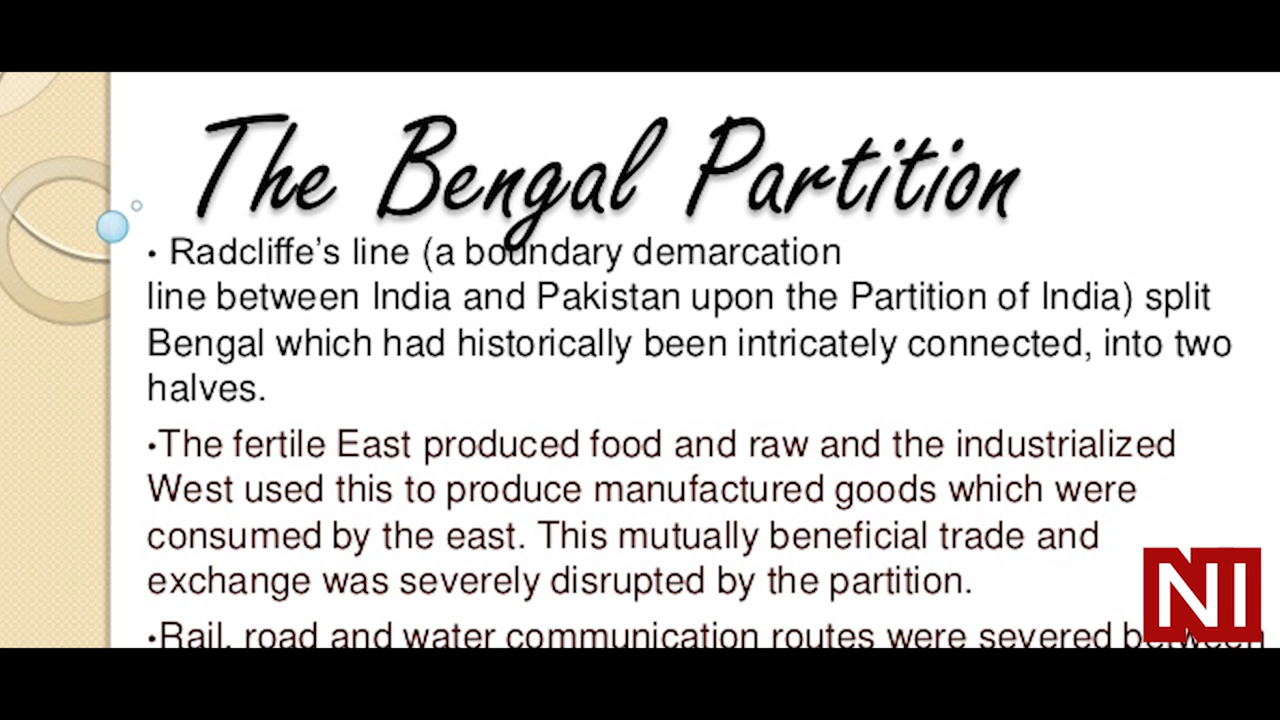 The Bengal Partition
• Radcliffe’s line (a boundary demarcation
line between India and Pakistan upon the Partition of India) split
Bengal which had historically been intricately connected, into two
halves.
•The fertile East produced food and raw and the industrialized
West used this to produce manufactured goods which were
consumed by the east. This mutually beneficial trade and
exchange was severely disrupted by the partition.
•Rail, road and water communication routes were severed between
NI